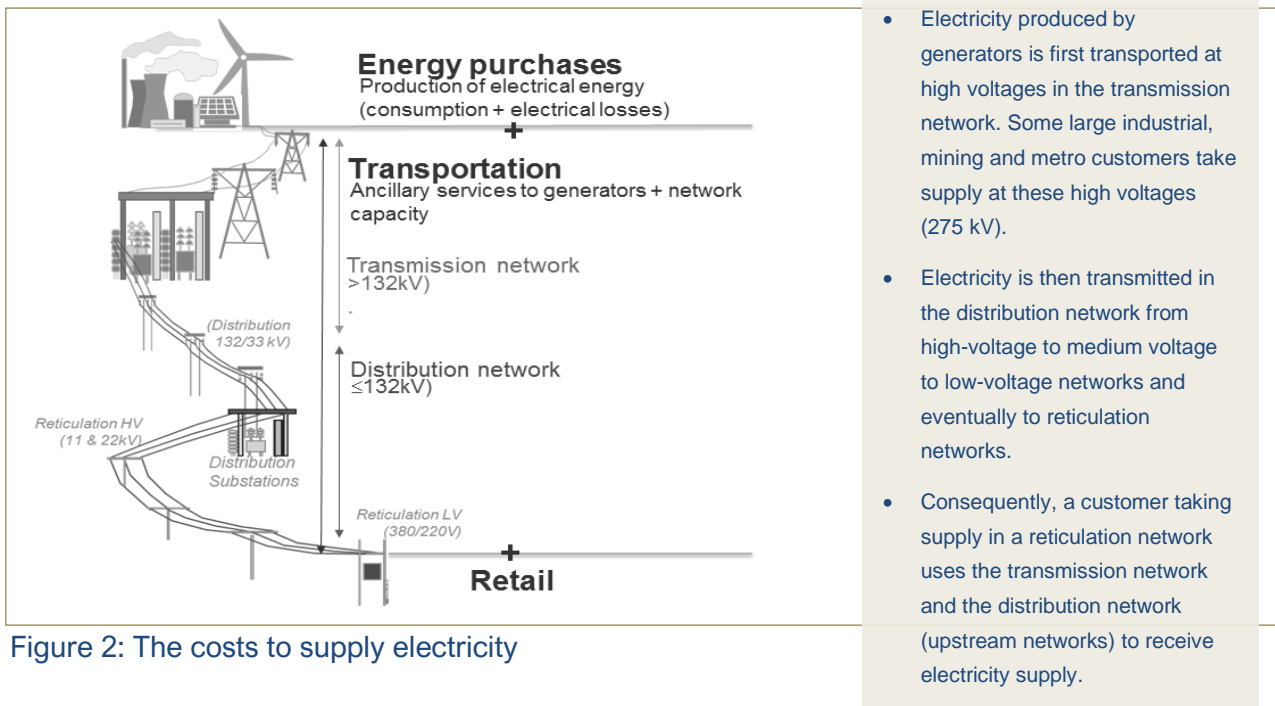 Energy purchases
Production of electrical energy
(consumption + electrical losses)
+
Transportation
Ancillary services to generators + network
capacity
Transmission network
>132kV)
.
(Distribution
132/33 kV)
Distribution network
≤132kV)
Reticulation HV
(11 & 22kV)
Distribution
Substations
Reticulation LV
(380/220V)
+
Retail
Figure 2: The costs to supply electricity
• Electricity produced by
generators is first transported at
high voltages in the transmission
network. Some large industrial,
mining and metro customers take
supply at these high voltages
(275 kV).
• Electricity is then transmitted in
the distribution network from
high-voltage to medium voltage
to low-voltage networks and
eventually to reticulation
networks.
• Consequently, a customer taking
supply in a reticulation network
uses the transmission network
and the distribution network
(upstream networks) to receive
electricity supply.